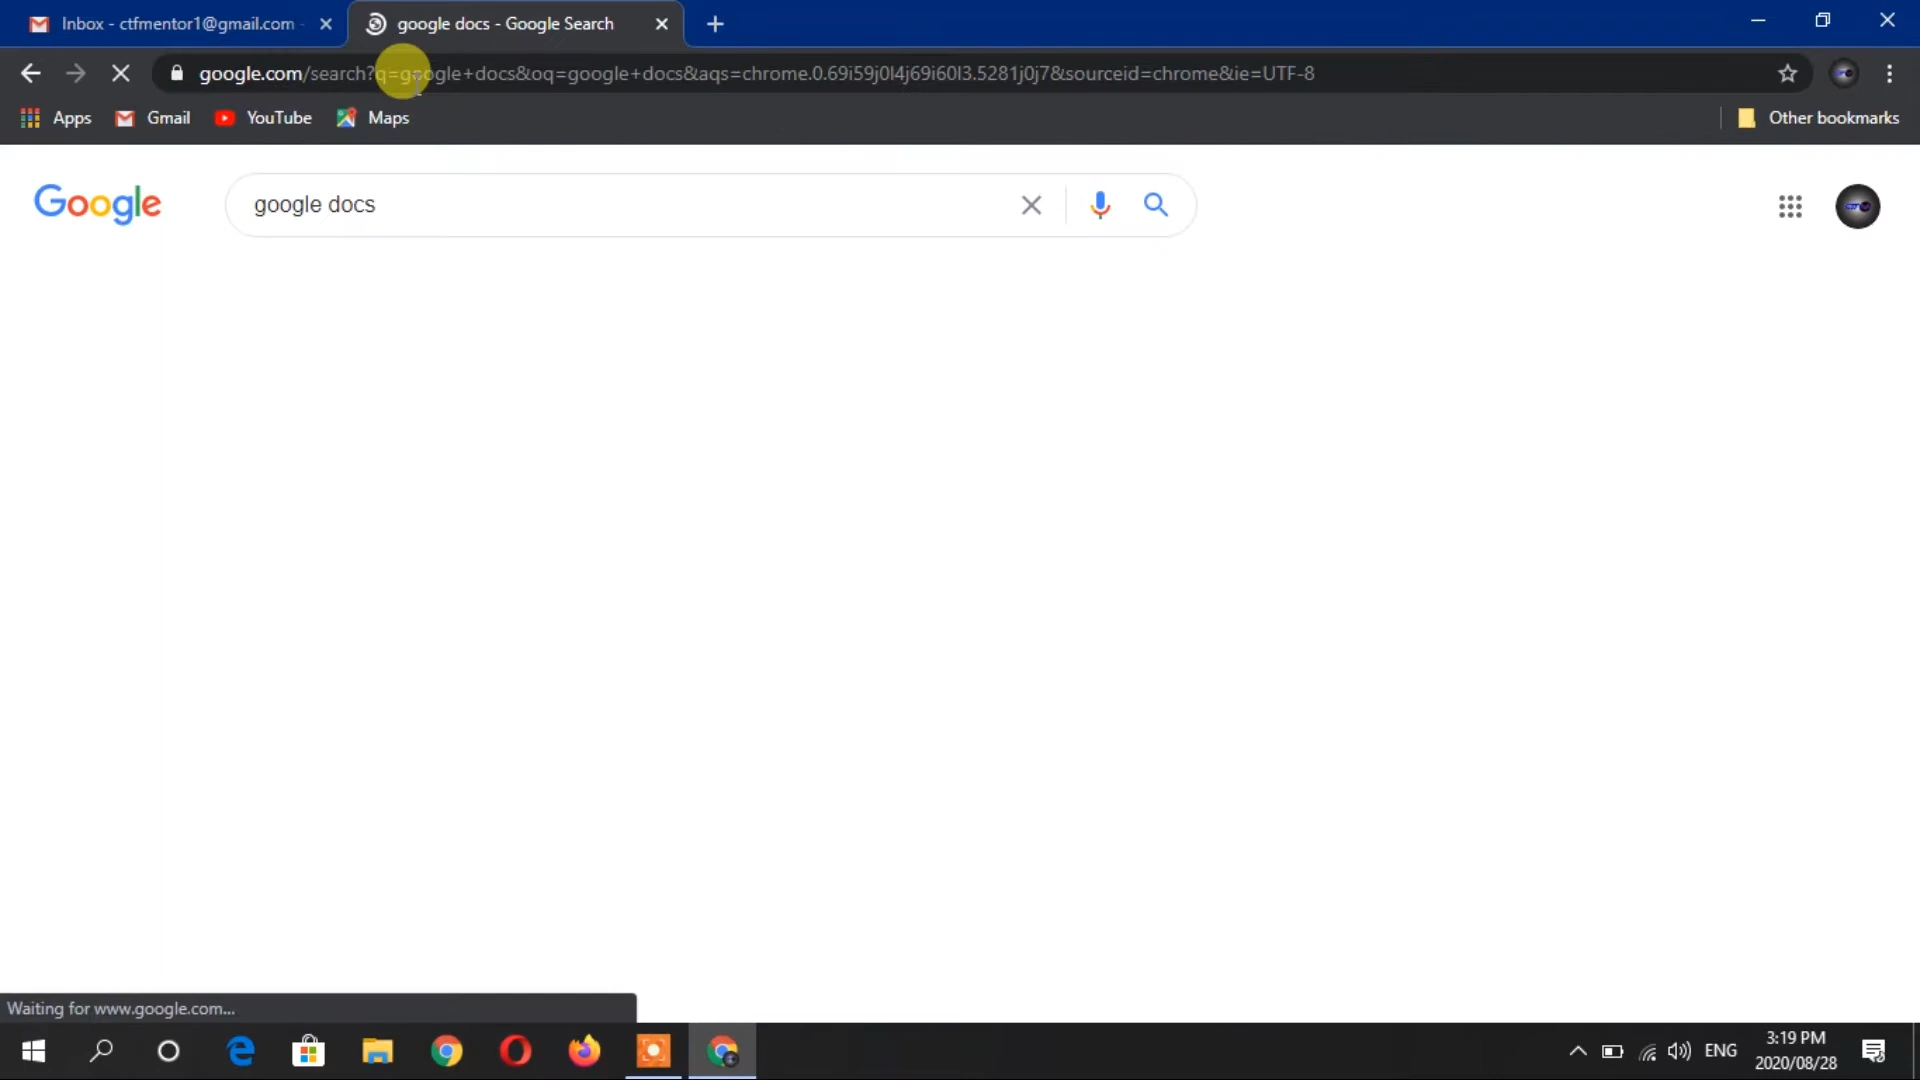 Inbox - ctfmentor1@gmail.com -
google docs - Google Search
google.com/search?q=google+docs&oq=google+docs&aqs=chrome.0.69i59j0l4j69i60l3.5281j0j7&sourceid=chrome&ie=UTF-8
Apps
Gmail
YouTube
Maps
Other bookmarks
Google
google docs
Waiting for www.google.com...
ENG
3:19 PM
2020/08/28